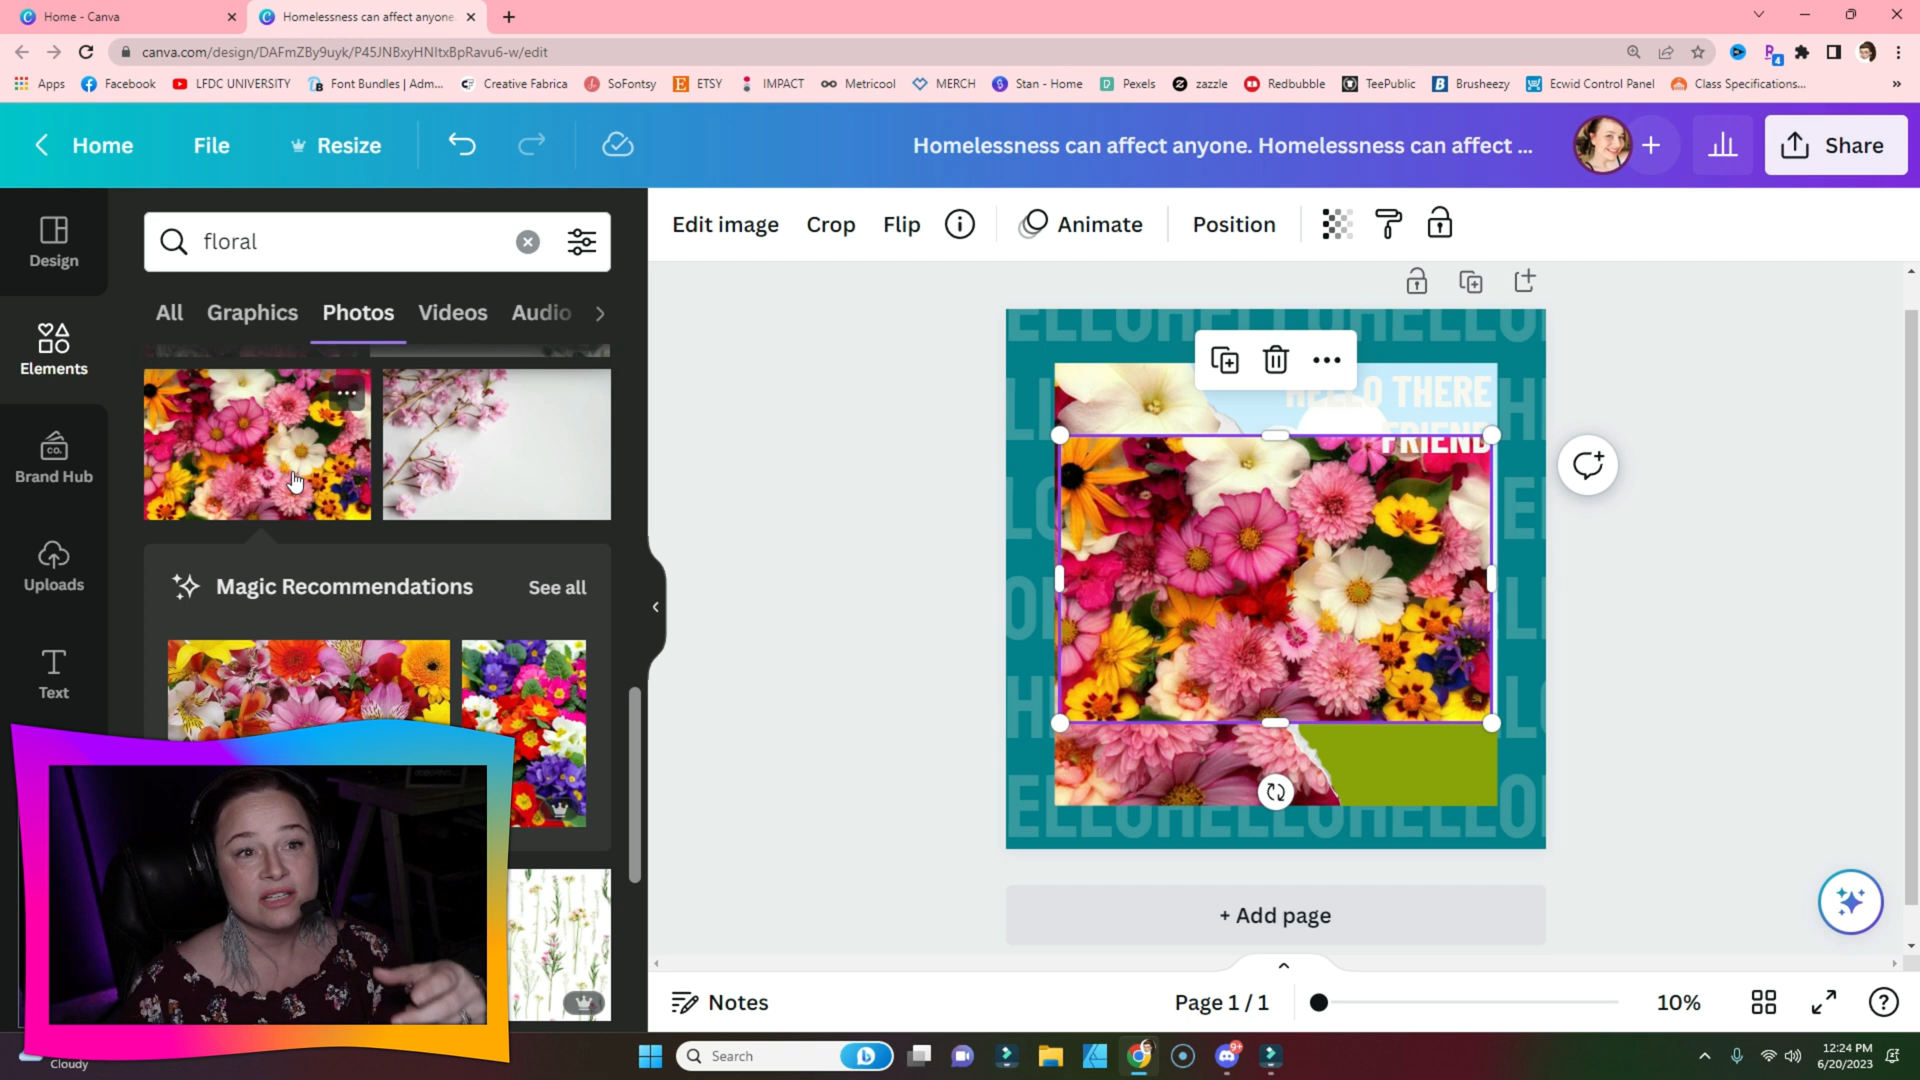 Home - Canva
Homelessness can affect anyone.
canva.com/design/DAFmZBy9uyk/P45JNBxyHNItxBpRavu6-w/edit
Apps
Facebook
LFDC UNIVERSITY
Font Bundles | Adm...
Creative Fabrica
SoFontsy
ETSY
IMPACT
Metricool
MERCH
Stan - Home
Pexels
zazzle
Redbubble
TeePublic
Brusheezy
Ecwid Control Panel
Class Specifications...
Home
File
Resize
Homelessness can affect anyone. Homelessness can affect ...
Share
Design
Elements
Brand Hub
Uploads
Text
floral
All
Graphics
Photos
Videos
Audio
Magic Recommendations
See all
Edit image
Crop
Flip
Animate
Position
ELLOHELLOHELLO
HELLO THERE
FRIEND
ELLOHELLOHELLO
+ Add page
Notes
Page 1 / 1
10%
Cloudy
Search
9+
12:24 PM
6/20/2023